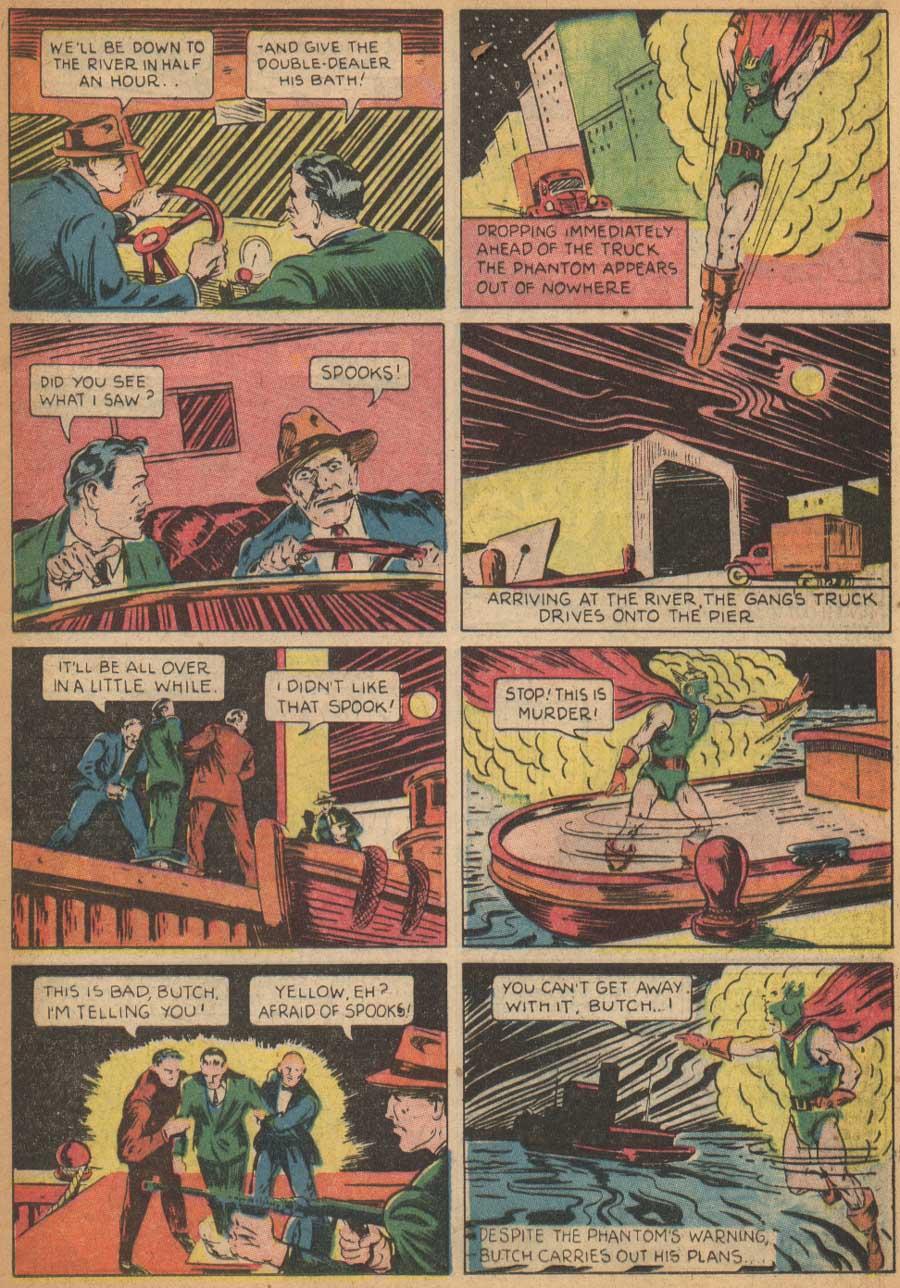 WE'LL BE DOWN TO
THE RIVER IN HALF
AN HOUR..
-AND GIVE THE
DOUBLE-DEALER
HIS BATH!
DROPPING IMMEDIATELY
AHEAD OF THE TRUCK
THE PHANTOM APPEARS
OUT OF NOWHERE
DID YOU SEE
WHAT I SAW?
SPOOKS!
ARRIVING AT THE RIVER, THE GANG'S TRUCK
DRIVES ONTO THE PIER
IT'LL BE ALL OVER
IN A LITTLE WHILE.
I DIDN'T LIKE
THAT SPOOK!
STOP! THIS IS
MURDER!
THIS IS BAD, BUTCH,
I'M TELLING YOU!
YELLOW, EH?
AFRAID OF SPOOKS!
YOU CAN'T GET AWAY
WITH IT, BUTCH..!
DESPITE THE PHANTOM'S WARNING,
BUTCH CARRIES OUT HIS PLANS....